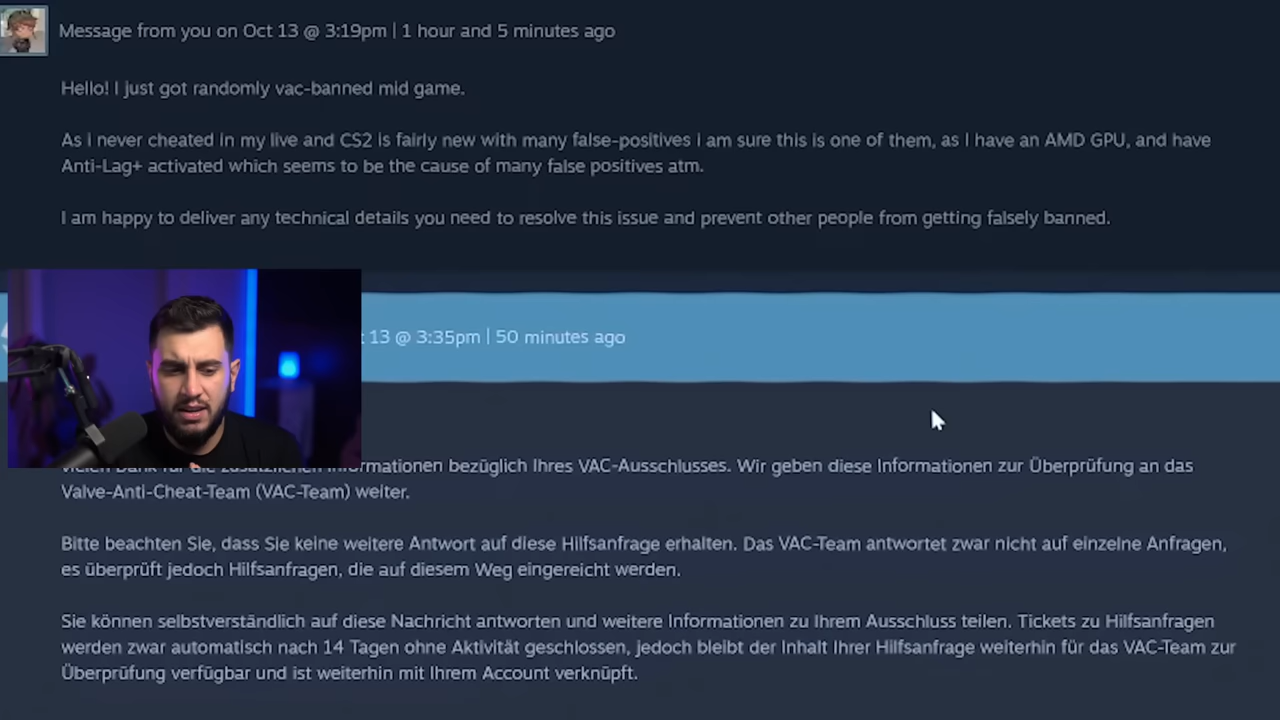 Message from you on Oct 13 @ 3:19pm | 1 hour and 5 minutes ago
Hello! I just got randomly vac-banned mid game.
As I never cheated in my live and CS2 is fairly new with many false-positives I am sure this is one of them, as I have an AMD GPU, and have
Anti-Lag+ activated which seems to be the cause of many false positives atm.
I am happy to deliver any technical details you need to resolve this issue and prevent other people from getting falsely banned.
13 @ 3:35pm | 50 minutes ago
vielen Dank für die zusätzlichen Informationen bezüglich Ihres VAC-Ausschlusses. Wir geben diese Informationen zur Überprüfung an das
Valve-Anti-Cheat-Team (VAC-Team) weiter.
Bitte beachten Sie, dass Sie keine weitere Antwort auf diese Hilfsanfrage erhalten. Das VAC-Team antwortet zwar nicht auf einzelne Anfragen,
es überprüft jedoch Hilfsanfragen, die auf diesem Weg eingereicht werden.
Sie können selbstverständlich auf diese Nachricht antworten und weitere Informationen zu Ihrem Ausschluss teilen. Tickets zu Hilfsanfragen
werden zwar automatisch nach 14 Tagen ohne Aktivität geschlossen, jedoch bleibt der Inhalt Ihrer Hilfsanfrage weiterhin für das VAC-Team zur
Überprüfung verfügbar und ist weiterhin mit Ihrem Account verknüpft.